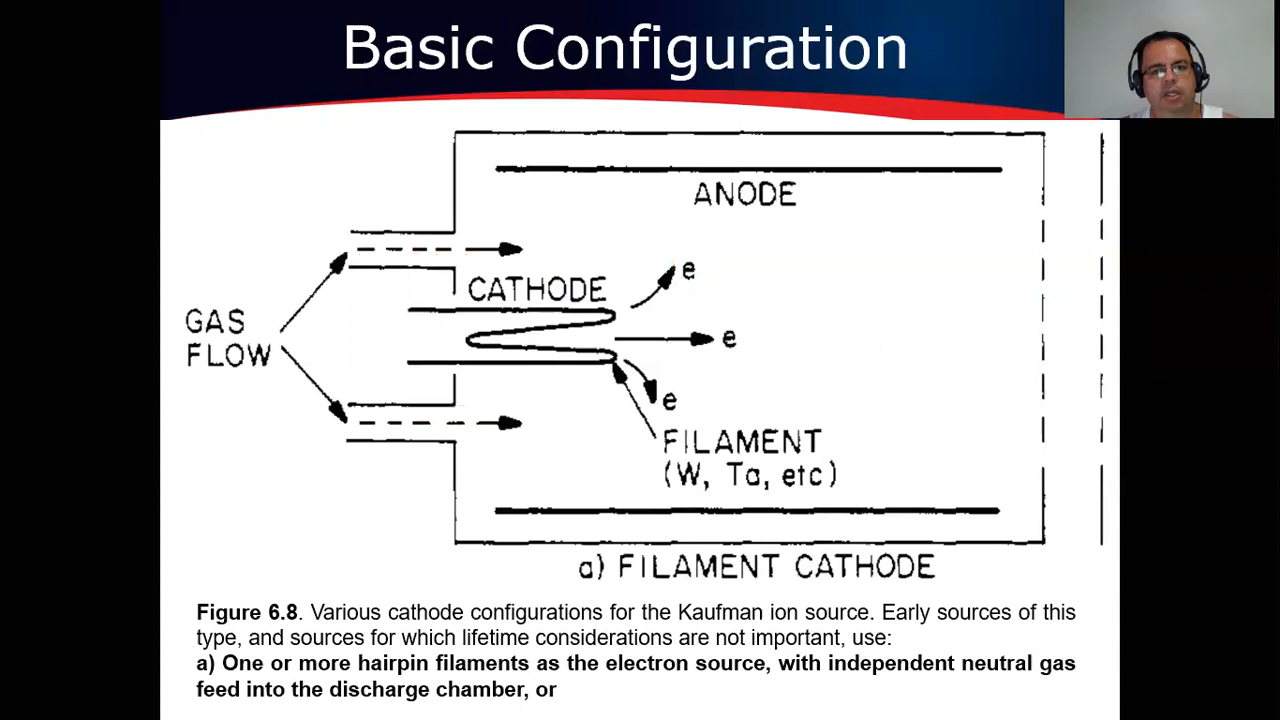 Basic Configuration
ANODE
CATHODE
e
GAS
FLOW
e
e
FILAMENT
(W, Ta, etc)
a) FILAMENT CATHODE
Figure 6.8. Various cathode configurations for the Kaufman ion source. Early sources of this
type, and sources for which lifetime considerations are not important, use:
a) One or more hairpin filaments as the electron source, with independent neutral gas
feed into the discharge chamber, or